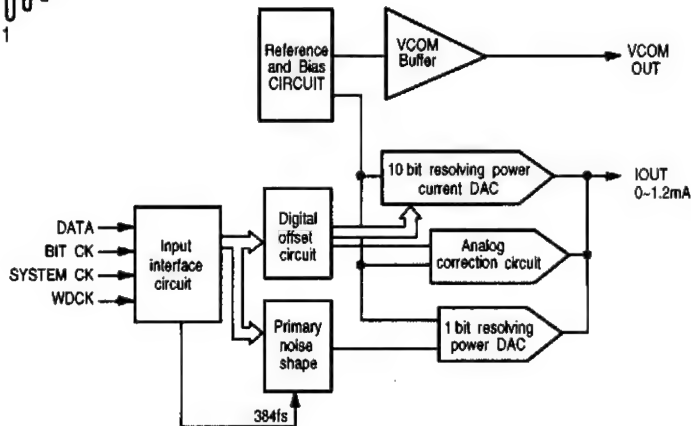 1
Reference
and Bias
CIRCUIT
VCOM
Buffer
VCOM
OUT
10 bit resolving power
current DAC
IOUT
0~1.2mA
DATA
BIT CK
SYSTEM CK
WDCK
Input
interface
circuit
Digital
offset
circuit
Analog
correction circuit
Primary
noise
shape
1 bit resolving
power DAC
384fs